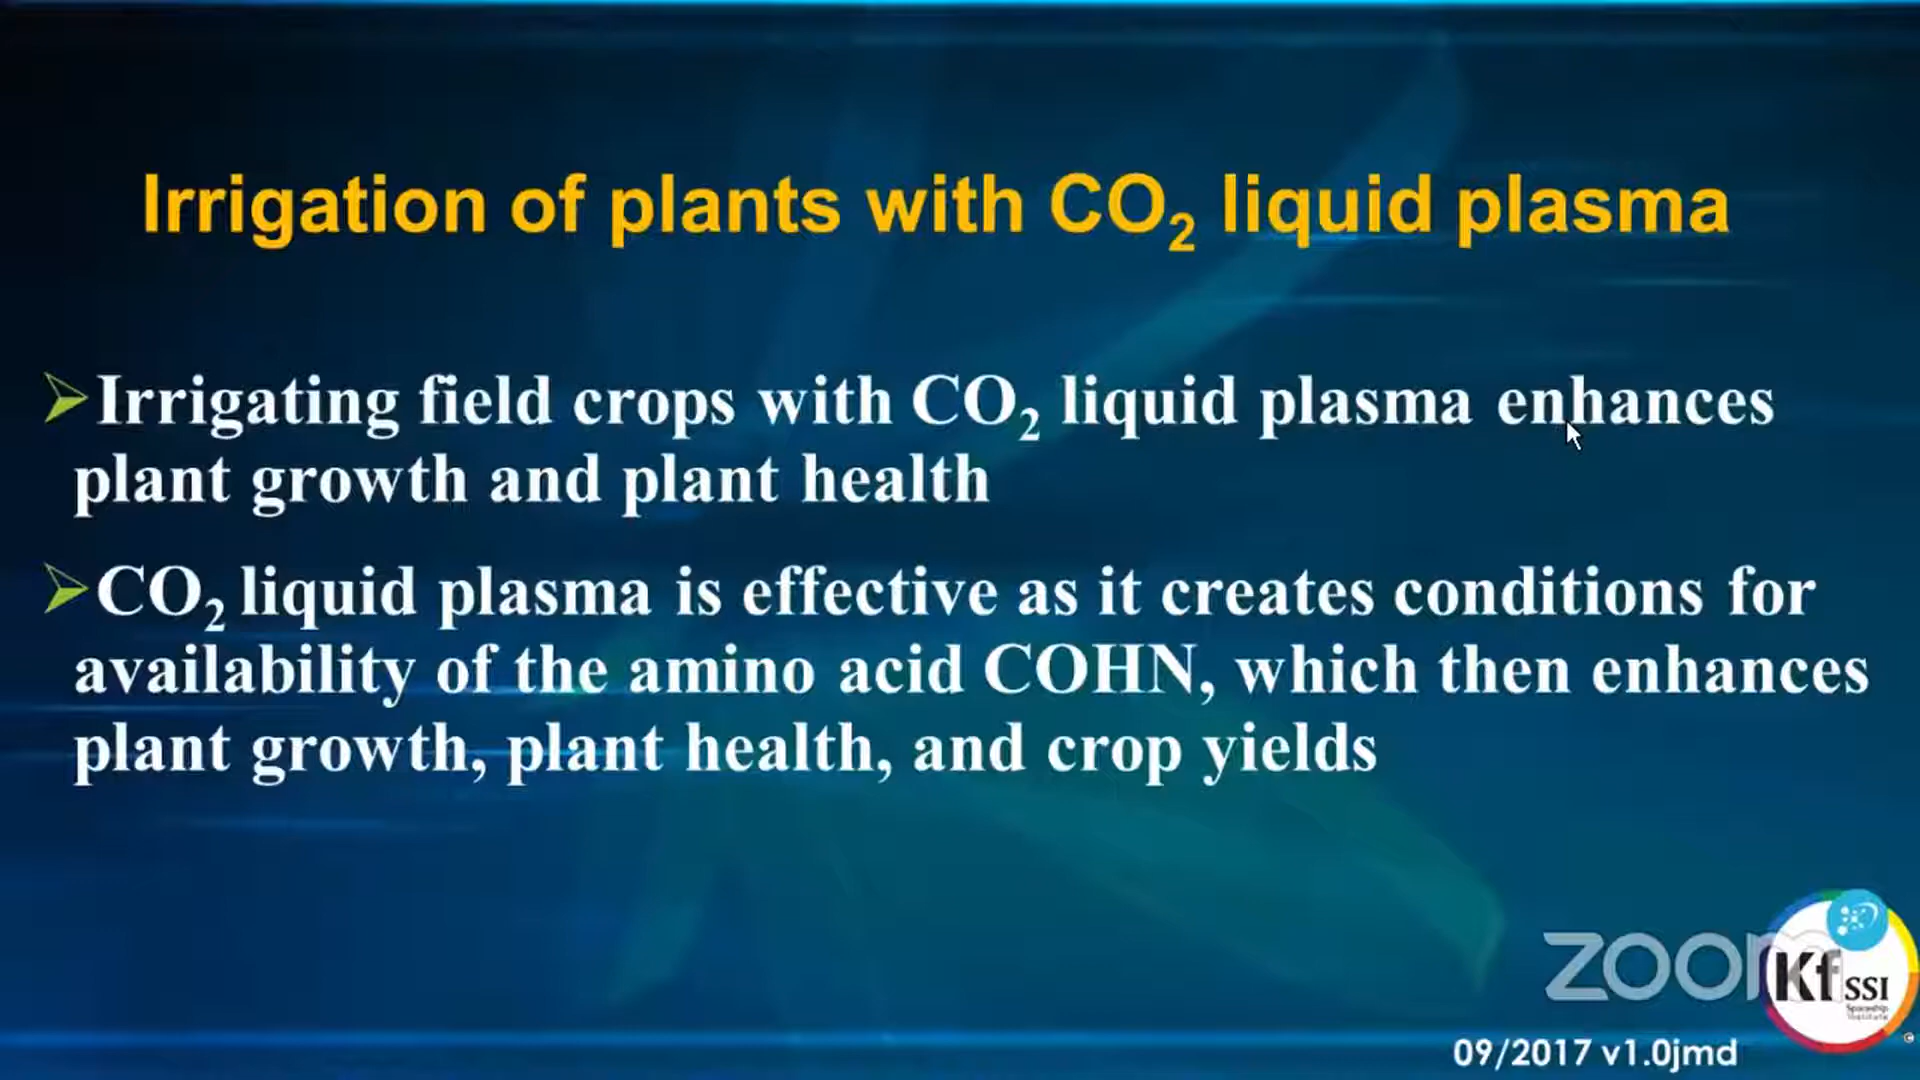 Irrigation of plants with CO₂ liquid plasma
Irrigating field crops with CO₂ liquid plasma enhances
plant growth and plant health
CO₂ liquid plasma is effective as it creates conditions for
availability of the amino acid COHN, which then enhances
plant growth, plant health, and crop yields
zoom
Kf SSI
Spaceship
Institute
09/2017 v1.0jmd